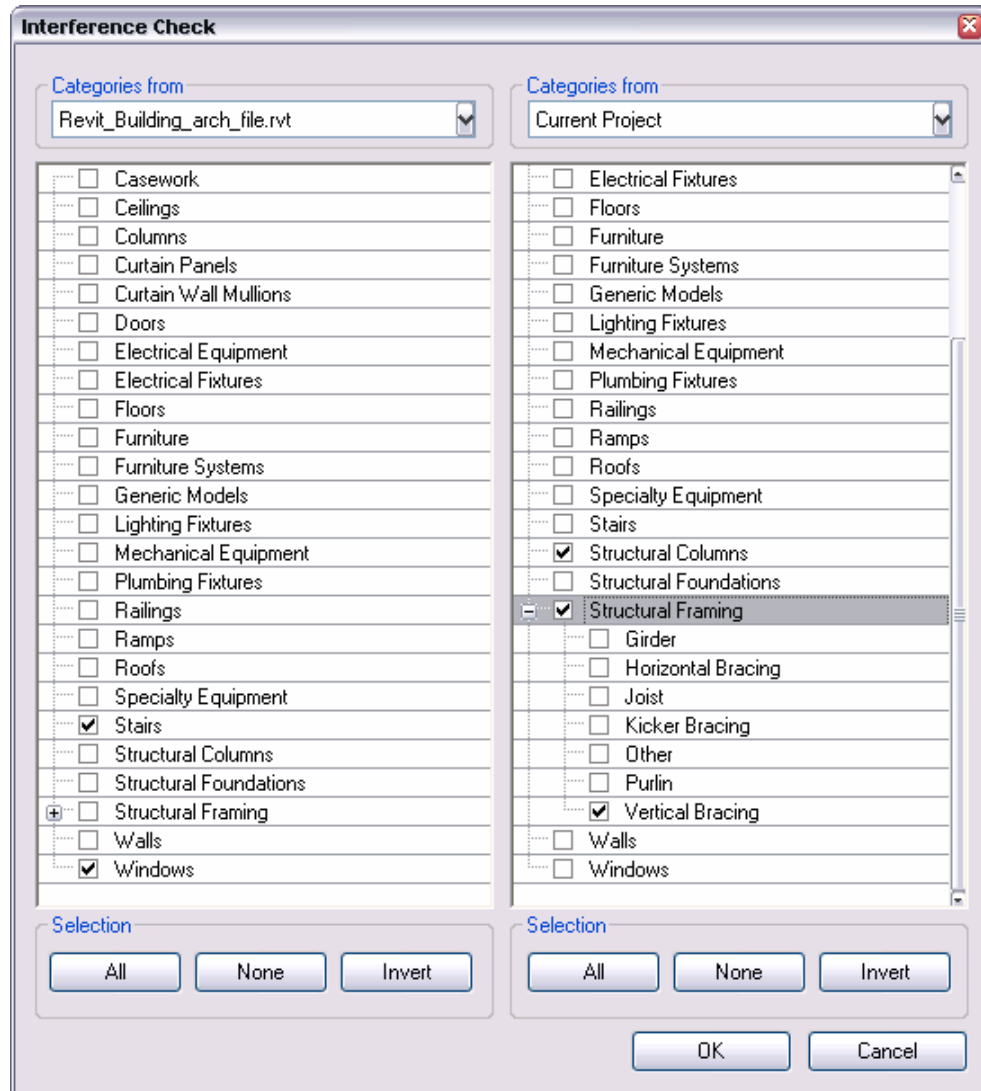 Interference Check
Categories from
Revit_Building_arch_file.rvt
Casework
Ceilings
Columns
Curtain Panels
Curtain Wall Mullions
Doors
Electrical Equipment
Electrical Fixtures
Floors
Furniture
Furniture Systems
Generic Models
Lighting Fixtures
Mechanical Equipment
Plumbing Fixtures
Railings
Ramps
Roofs
Specialty Equipment
Stairs
Structural Columns
Structural Foundations
Structural Framing
Walls
Windows
Selection
All None Invert
Categories from
Current Project
Electrical Fixtures
Floors
Furniture
Furniture Systems
Generic Models
Lighting Fixtures
Mechanical Equipment
Plumbing Fixtures
Railings
Ramps
Roofs
Specialty Equipment
Stairs
Structural Columns
Structural Foundations
Structural Framing
Girder
Horizontal Bracing
Joist
Kicker Bracing
Other
Purlin
Vertical Bracing
Walls
Windows
Selection
All None Invert
OK Cancel